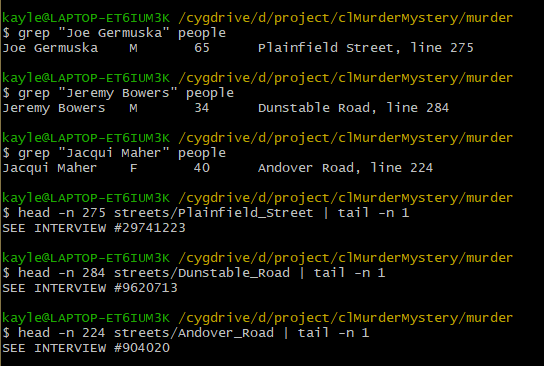 kayle@LAPTOP-ET6IUM3K /cygdrive/d/project/clMurderMystery/murder
$ grep "Joe Germuska" people
Joe Germuska    M       65      Plainfield Street, line 275
kayle@LAPTOP-ET6IUM3K /cygdrive/d/project/clMurderMystery/murder
$ grep "Jeremy Bowers" people
Jeremy Bowers   M       34      Dunstable Road, line 284
kayle@LAPTOP-ET6IUM3K /cygdrive/d/project/clMurderMystery/murder
$ grep "Jacqui Maher" people
Jacqui Maher    F       40      Andover Road, line 224
kayle@LAPTOP-ET6IUM3K /cygdrive/d/project/clMurderMystery/murder
$ head -n 275 streets/Plainfield_Street | tail -n 1
SEE INTERVIEW #29741223
kayle@LAPTOP-ET6IUM3K /cygdrive/d/project/clMurderMystery/murder
$ head -n 284 streets/Dunstable_Road | tail -n 1
SEE INTERVIEW #9620713
kayle@LAPTOP-ET6IUM3K /cygdrive/d/project/clMurderMystery/murder
$ head -n 224 streets/Andover_Road | tail -n 1
SEE INTERVIEW #904020